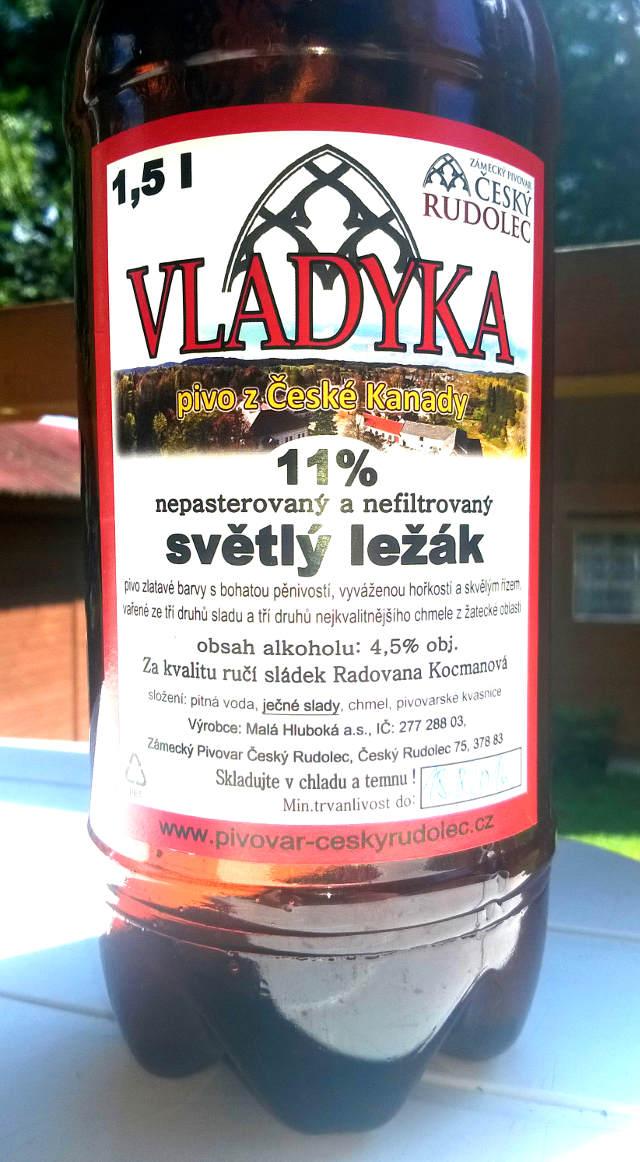 1,5 l
ZÁMECKÝ PIVOVAR
ČESKÝ
RUDOLEC
VLADYKA
pivo z České Kanady
11%
nepasterovaný a nefiltrovaný
světlý ležák
pivo zlatavé barvy s bohatou pěnivostí, vyváženou hořkostí a skvělým řízem,
vařené ze tří druhů sladu a tří druhů nejkvalitnějšího chmele z žatecké oblasti
obsah alkoholu: 4,5% obj.
Za kvalitu ručí sládek Radovana Kocmanová
složení: pitná voda, ječné slady, chmel, pivovarské kvasnice
Výrobce: Malá Hluboká a.s., IČ: 277 288 03,
Zámecký Pivovar Český Rudolec, Český Rudolec 75, 378 83
Skladujte v chladu a temnu !
Min.trvanlivost do:
PET
www.pivovar-ceskyrudolec.cz